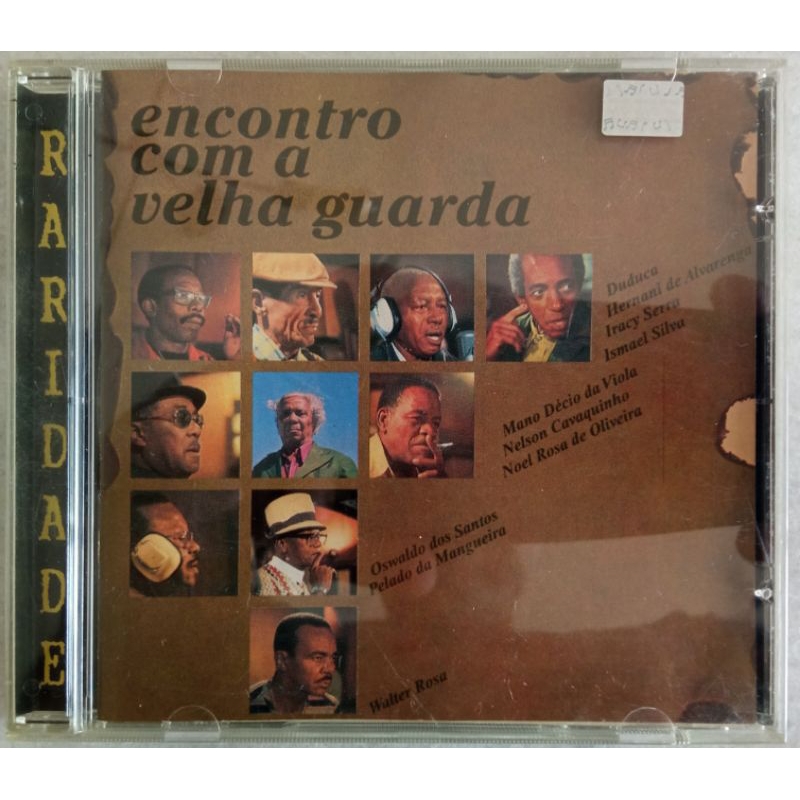 RARIDADE
encontro
com a
velha guarda
Duduca
Hernani de Alvarenga
Iracy Serra
Ismael Silva
Mano Décio da Viola
Nelson Cavaquinho
Noel Rosa de Oliveira
Oswaldo dos Santos
Pelado da Mangueira
Walter Rosa